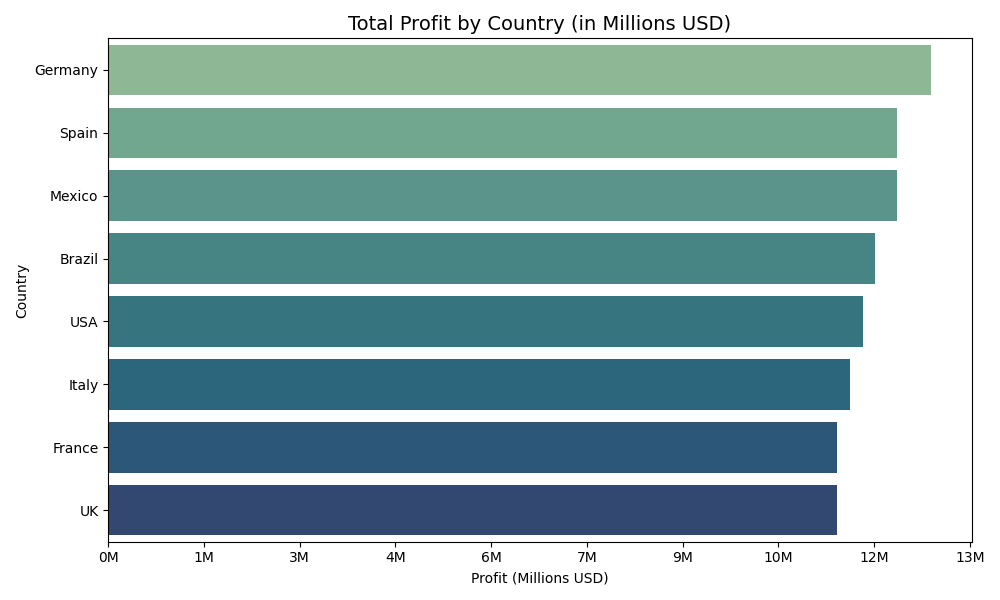 Total Profit by Country (in Millions USD)
Germany
Spain
Mexico
Brazil
USA
Italy
France
UK
Country
0M 1M 3M 4M 6M 7M 9M 10M 12M 13M
Profit (Millions USD)